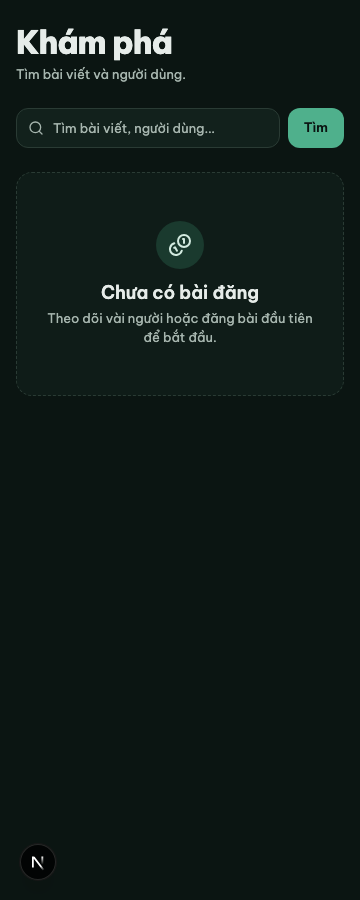 Khám phá
Tìm bài viết và người dùng.
Tìm bài viết, người dùng...
Tìm
Chưa có bài đăng
Theo dõi vài người hoặc đăng bài đầu tiên
để bắt đầu.
N